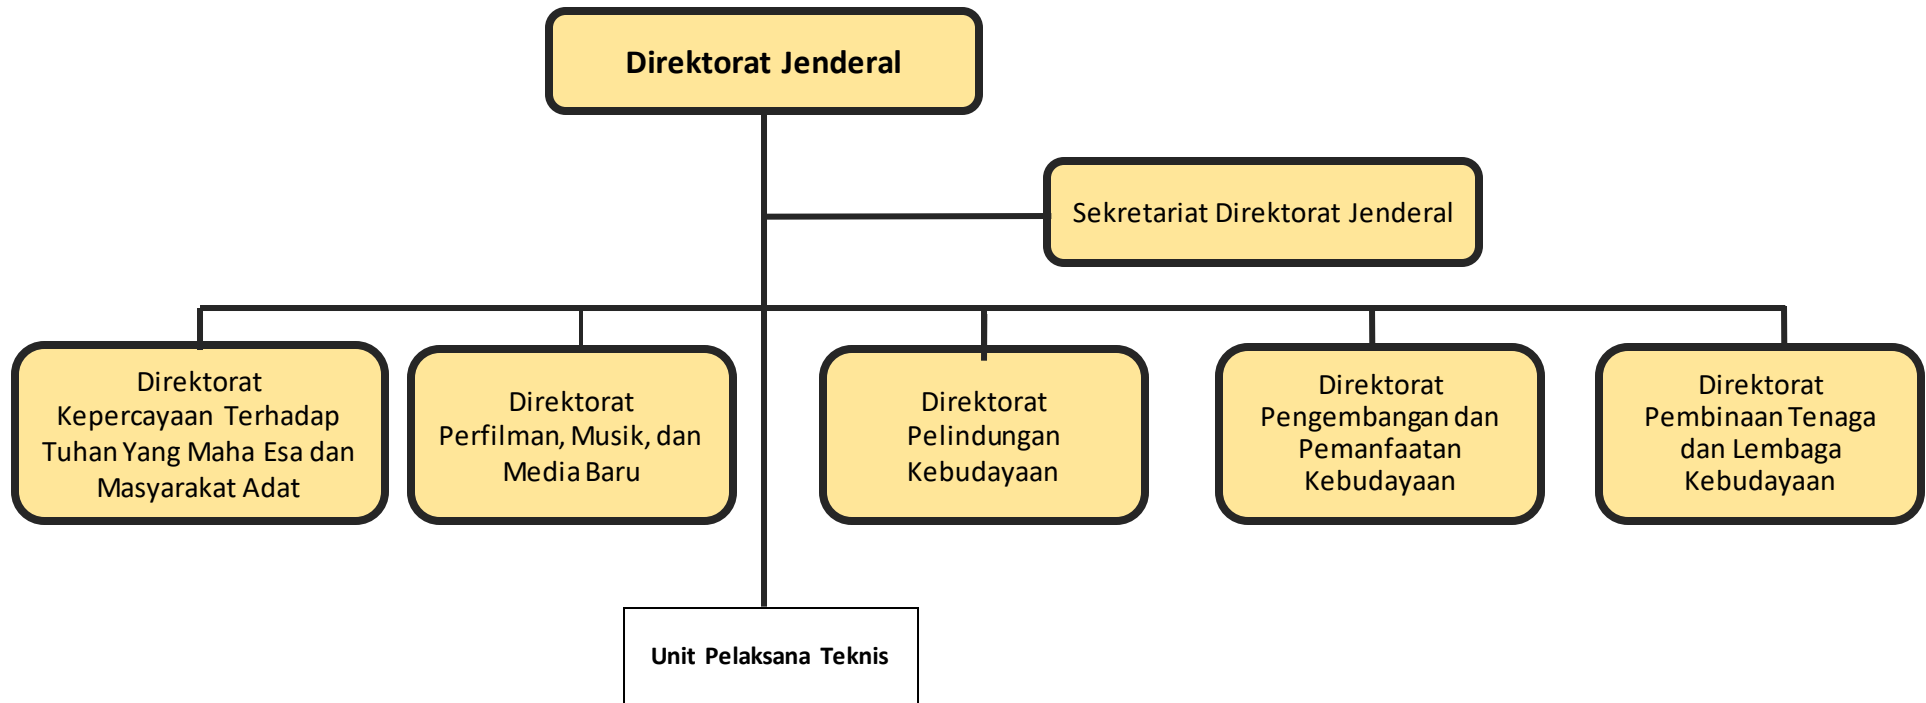 Direktorat Jenderal
Sekretariat Direktorat Jenderal
Direktorat
Kepercayaan Terhadap
Tuhan Yang Maha Esa dan
Masyarakat Adat
Direktorat
Perfilman, Musik, dan
Media Baru
Direktorat
Pelindungan
Kebudayaan
Direktorat
Pengembangan dan
Pemanfaatan
Kebudayaan
Direktorat
Pembinaan Tenaga
dan Lembaga
Kebudayaan
Unit Pelaksana Teknis